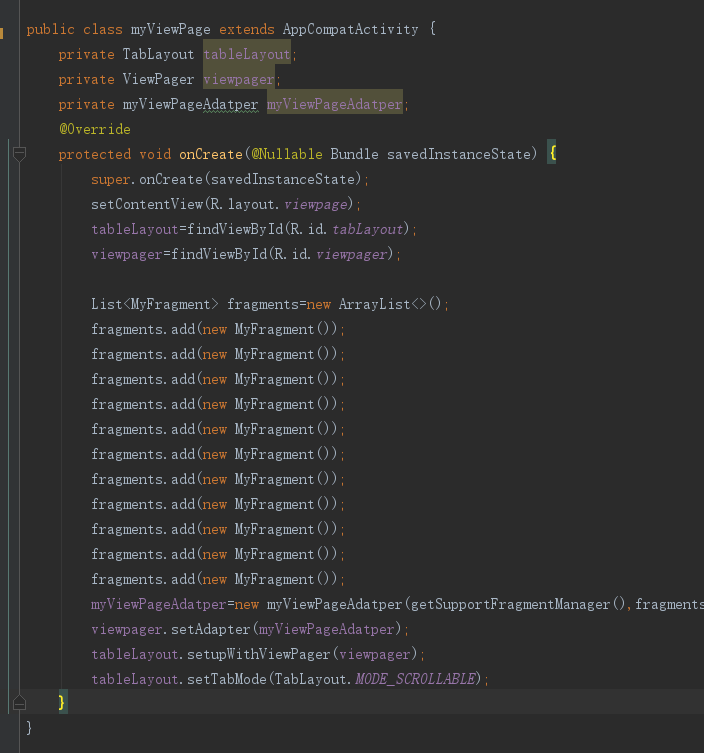 public class myViewPage extends AppCompatActivity {
private TabLayout tableLayout;
private ViewPager viewpager;
private myViewPageAdatper myViewPageAdatper;
@Override
protected void onCreate(@Nullable Bundle savedInstanceState) {
super.onCreate(savedInstanceState);
setContentView(R.layout.viewpage);
tableLayout=findViewById(R.id.tabLayout);
viewpager=findViewById(R.id.viewpager);
List<MyFragment> fragments=new ArrayList<>();
fragments.add(new MyFragment());
fragments.add(new MyFragment());
fragments.add(new MyFragment());
fragments.add(new MyFragment());
fragments.add(new MyFragment());
fragments.add(new MyFragment());
fragments.add(new MyFragment());
fragments.add(new MyFragment());
fragments.add(new MyFragment());
fragments.add(new MyFragment());
fragments.add(new MyFragment());
myViewPageAdatper=new myViewPageAdatper(getSupportFragmentManager(),fragments
viewpager.setAdapter(myViewPageAdatper);
tableLayout.setupWithViewPager(viewpager);
tableLayout.setTabMode(TabLayout.MODE_SCROLLABLE);
}
}